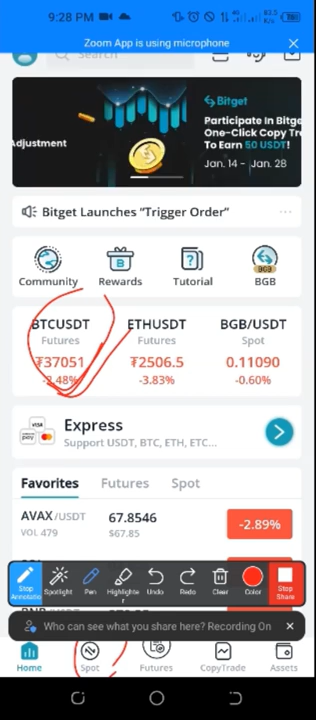 9:28 PM
Zoom App is using microphone
Search
Adjustment
Bitget
Participate In Bitge
One-Click Copy Tr
To Earn 50 USDT!
Jan. 14 - Jan. 28
Bitget Launches “Trigger Order”
Community
Rewards
Tutorial
BGB
BGB
BTCUSDT
ETHUSDT
BGB/USDT
Futures
Futures
Spot
₮37051
₮2506.5
0.11090
-2.48%
-3.83%
-0.60%
VISA
Express
Support USDT, BTC, ETH, ETC...
Favorites
Futures
Spot
AVAX/USDT
67.8546
-2.89%
VOL 479
$67.85
Stop Annotatio
Spotlight
Pen
Highlighter
Undo
Redo
Clear
Color
Stop Share
Who can see what you share here? Recording On
Home
Spot
Futures
CopyTrade
Assets